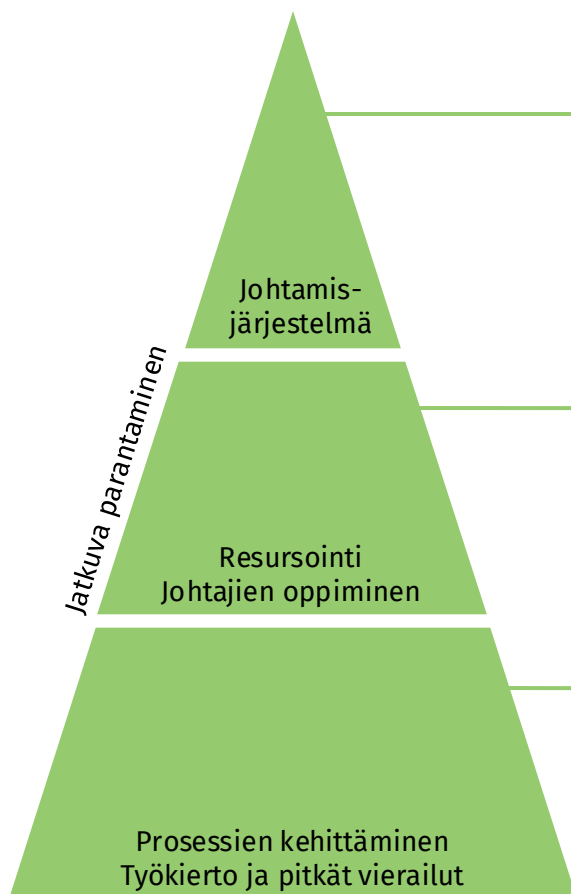 Johtamis-
järjestelmä
Jatkuva parantaminen
Resursointi
Johtajien oppiminen
Prosessien kehittäminen
Työkierto ja pitkät vierailut